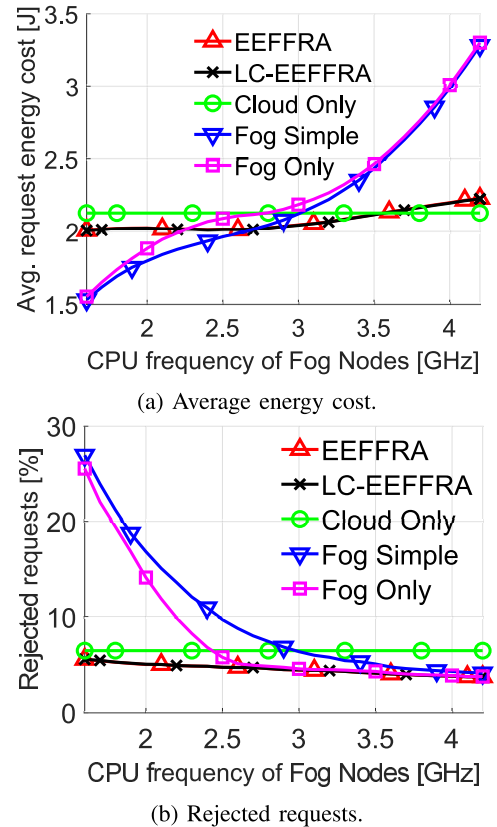 Avg. request energy cost [J]
3.5
3
2.5
2
1.5
EEFFRA
LC-EEFFRA
Cloud Only
Fog Simple
Fog Only
2 2.5 3 3.5 4
CPU frequency of Fog Nodes [GHz]
(a) Average energy cost.
Rejected requests [%]
30
20
10
0
EEFFRA
LC-EEFFRA
Cloud Only
Fog Simple
Fog Only
2 2.5 3 3.5 4
CPU frequency of Fog Nodes [GHz]
(b) Rejected requests.